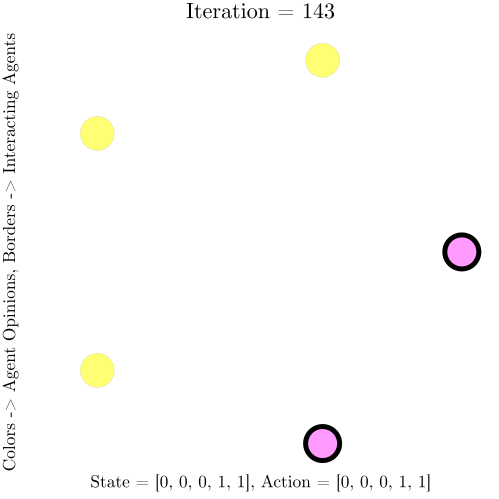 Iteration = 143
Colors -> Agent Opinions, Borders -> Interacting Agents
State = [0, 0, 0, 1, 1], Action = [0, 0, 0, 1, 1]